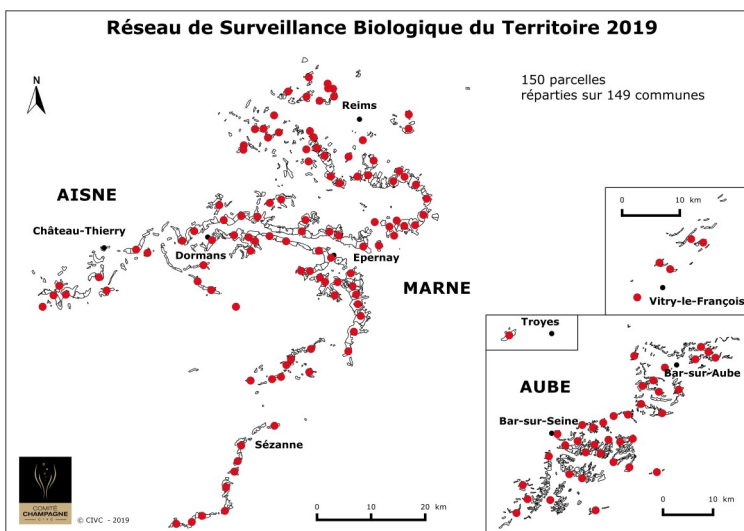 Réseau de Surveillance Biologique du Territoire 2019
N
150 parcelles
réparties sur 149 communes
Reims
AISNE
Château-Thierry
Dormans
Epernay
MARNE
0 10 km
Vitry-le-François
Troyes
Bar-sur-Aube
AUBE
Bar-sur-Seine
Sézanne
COMITÉ
CHAMPAGNE
CIVC
© CIVC - 2019
0 10 20 km
0 10 km